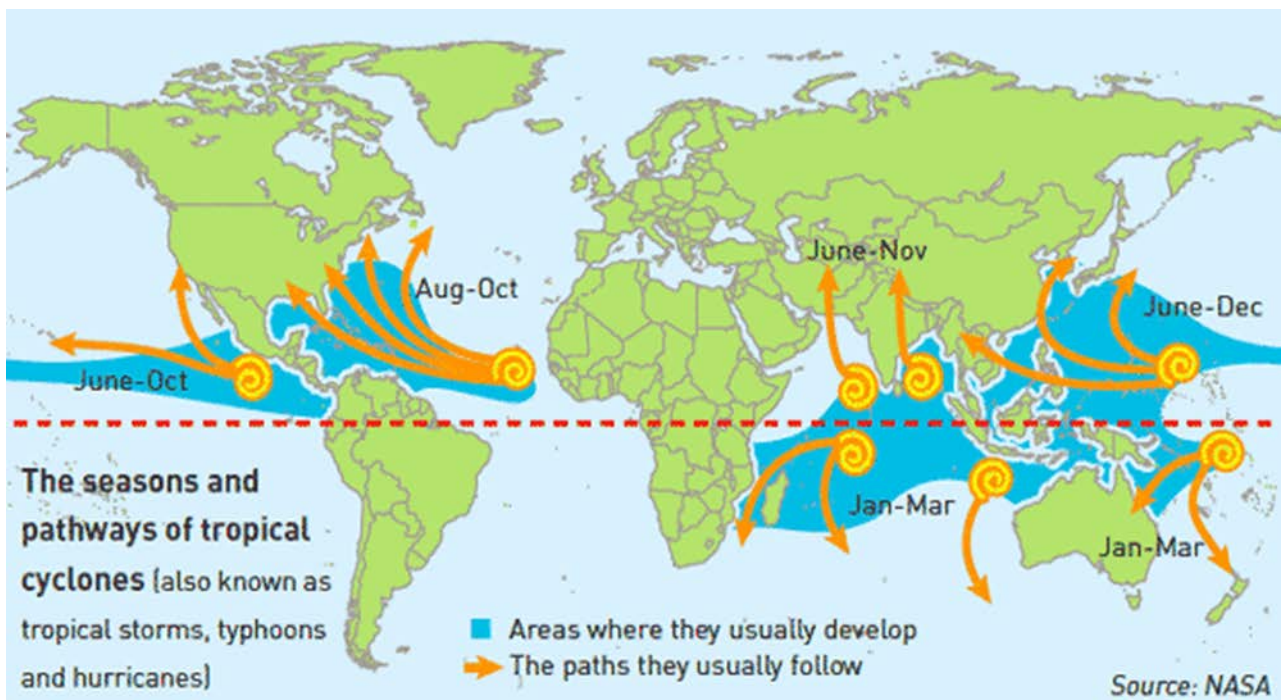 June-Nov
Aug-Oct
June-Dec
June-Oct
The seasons and
pathways of tropical
cyclones (also known as
tropical storms, typhoons
and hurricanes)
Jan-Mar
Jan-Mar
Areas where they usually develop
The paths they usually follow
Source: NASA